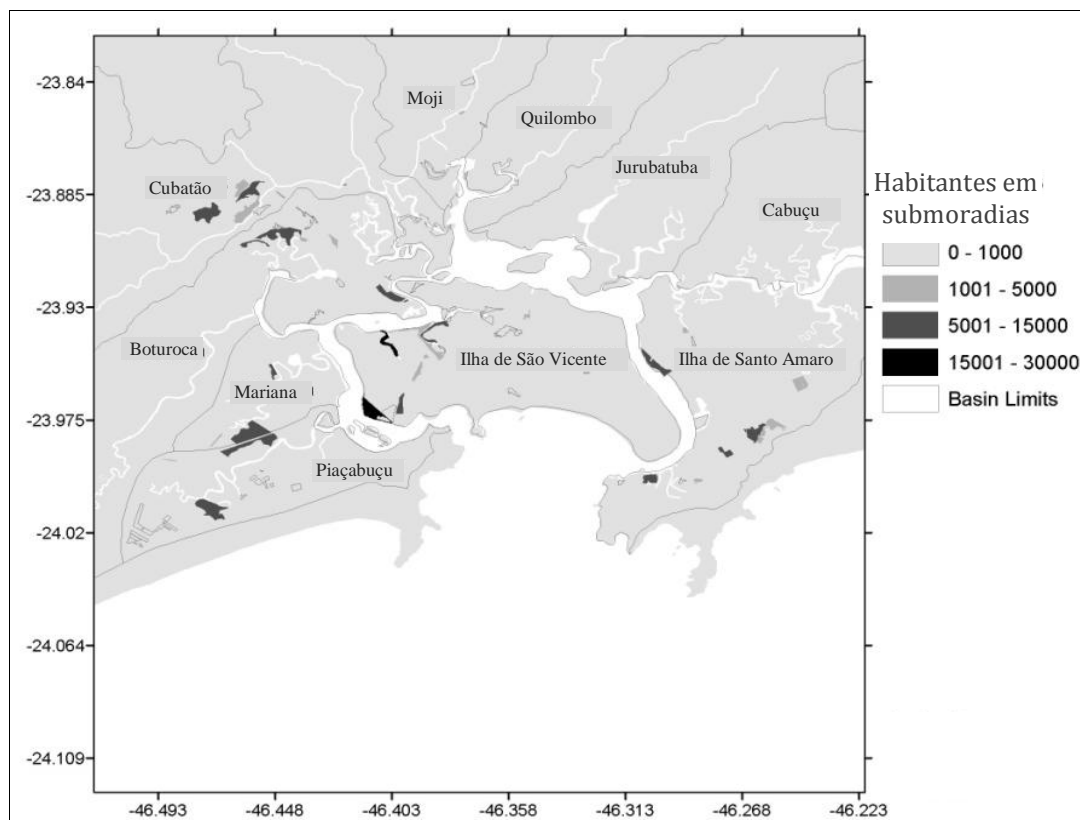 -23.84
-23.885
-23.93
-23.975
-24.02
-24.064
-24.109
-46.493
-46.448
-46.403
-46.358
-46.313
-46.268
-46.223
Moji
Quilombo
Jurubatuba
Cubatão
Cabuçu
Boturoca
Ilha de São Vicente
Ilha de Santo Amaro
Mariana
Piaçabuçu
Habitantes em
submoradias
0 - 1000
1001 - 5000
5001 - 15000
15001 - 30000
Basin Limits